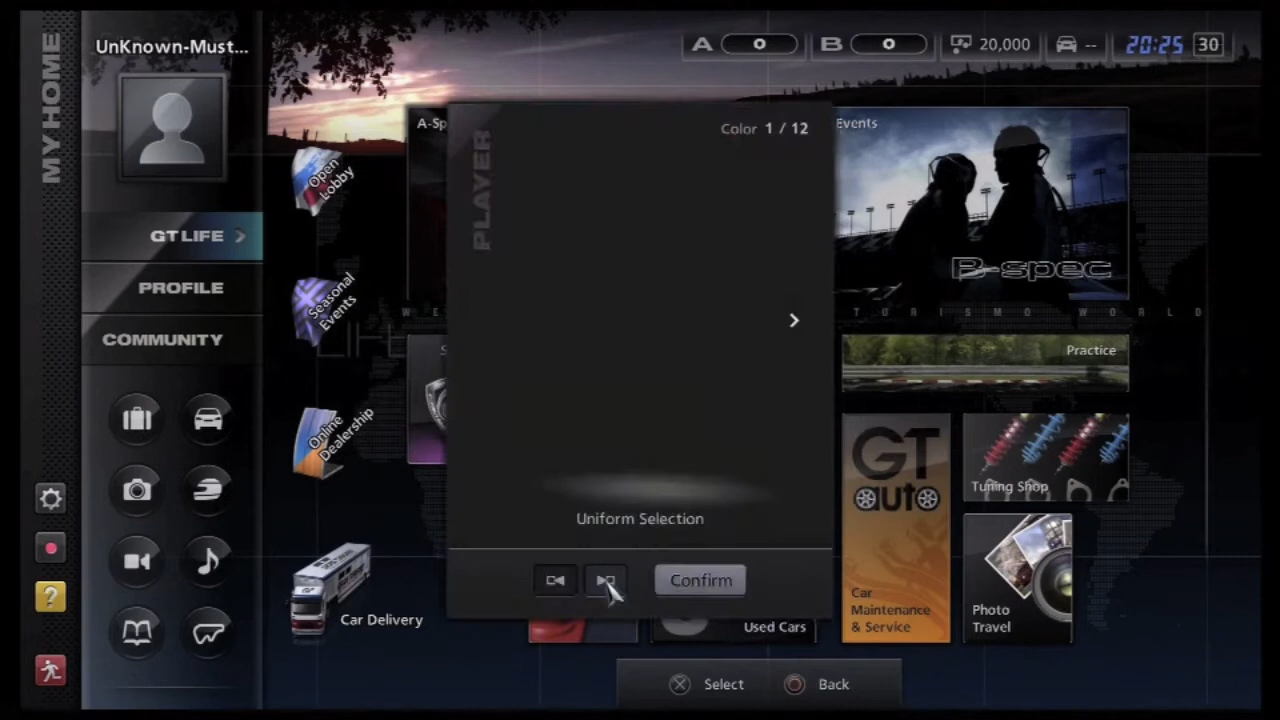 MY HOME
UnKnown-Must...
A 0
B 0
20,000
--
20:25
30
GT LIFE
PROFILE
COMMUNITY
Open
Lobby
Seasonal
Events
Online
Dealership
Car Delivery
A-Sp
PLAYER
Color 1 / 12
Uniform Selection
Confirm
Events
B-spec
TURISMO WORLD
Practice
GT
auto
Car
Maintenance
& Service
Tuning Shop
Photo
Travel
Used Cars
Select
Back